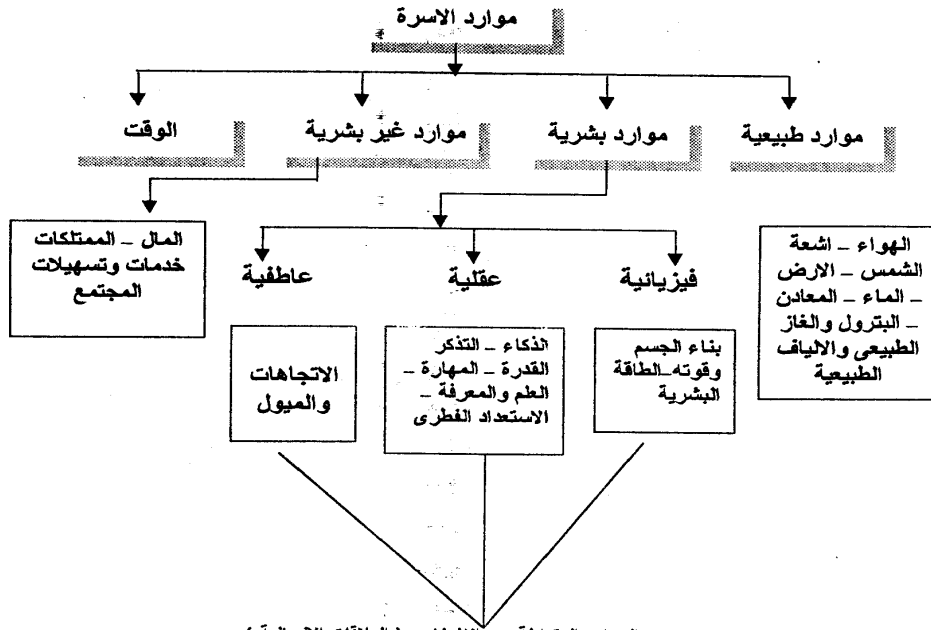 موارد الاسرة
موارد طبيعية
موارد بشرية
موارد غير بشرية
الوقت
الهواء – اشعة
الشمس – الارض
– الماء – المعادن
– البترول والغاز
الطبيعى والالياف
الطبيعية
فيزيائية
عقلية
عاطفية
المال – الممتلكات
خدمات وتسهيلات
المجتمع
بناء الجسم
وقوته–الطاقة
البشرية
الذكاء – التذكر
القدرة – المهارة –
العلم والمعرفة –
الاستعداد الفطرى
الاتجاهات
والميول